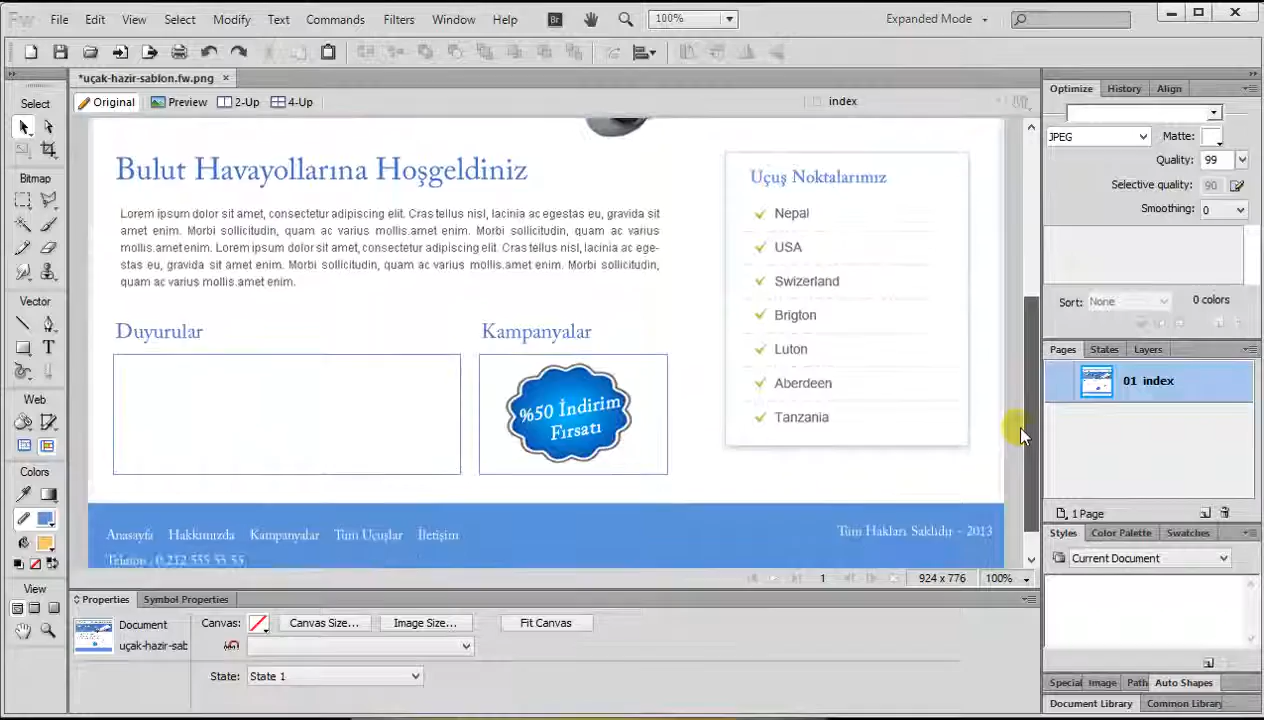 Fw File Edit View Select Modify Text Commands Filters Window Help Br 100% Expanded Mode
*uçak-hazir-sablon.fw.png ×
Original Preview 2-Up 4-Up index
Select
Bitmap
Vector
Web
Colors
View
Bulut Havayollarına Hoşgeldiniz
Lorem ipsum dolor sit amet, consectetur adipiscing elit. Cras tellus nisl, lacinia ac egestas eu, gravida sit
amet enim. Morbi sollicitudin, quam ac varius mollis.amet enim. Morbi sollicitudin, quam ac varius
mollis.amet enim. Lorem ipsum dolor sit amet, consectetur adipiscing elit. Cras tellus nisl, lacinia ac ege-
stas eu, gravida sit amet enim. Morbi sollicitudin, quam ac varius mollis.amet enim. Morbi sollicitudin,
quam ac varius mollis.amet enim.
Duyurular
Kampanyalar
%50 İndirim
Fırsatı
Uçuş Noktalarımız
Nepal
USA
Swizerland
Brigton
Luton
Aberdeen
Tanzania
Anasayfa Hakkımızda Kampanyalar Tüm Uçuşlar İletişim
Tüm Hakları Saklıdır - 2013
Telefon : 0.212 555 55 55
1 924 x 776 100%
Properties Symbol Properties
Document
uçak-hazir-sab
Canvas: Canvas Size... Image Size... Fit Canvas
State: State 1
Optimize History Align
JPEG Matte:
Quality: 99
Selective quality: 90
Smoothing: 0
Sort: None 0 colors
Pages States Layers
01 index
1 Page
Styles Color Palette Swatches
Current Document
Special Image Path Auto Shapes
Document Library Common Library